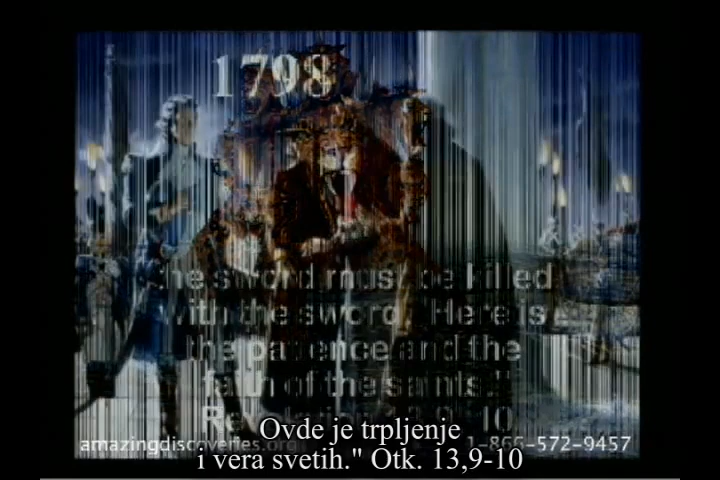 1798
the sword must be killed
with the sword. Here is
the patience and the
faith of the saints."
amazingdiscoveries.org
1-866-572-9457
Ovde je trpljenje
i vera svetih." Otk. 13,9-10